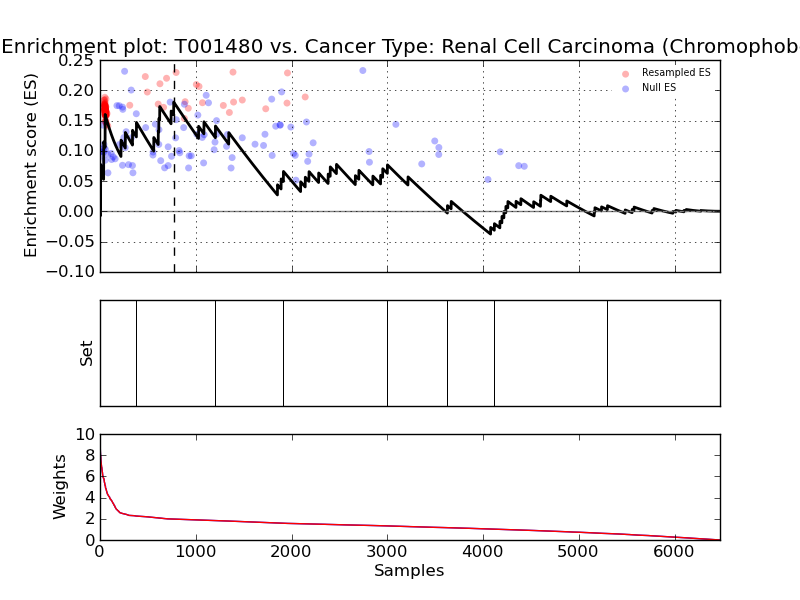 Enrichment plot: T001480 vs. Cancer Type: Renal Cell Carcinoma (Chromophob
0.25
0.20
0.15
0.10
0.05
0.00
−0.05
−0.10
Enrichment score (ES)
Resampled ES
Null ES
Set
10
8
6
4
2
0
Weights
0 1000 2000 3000 4000 5000 6000
Samples